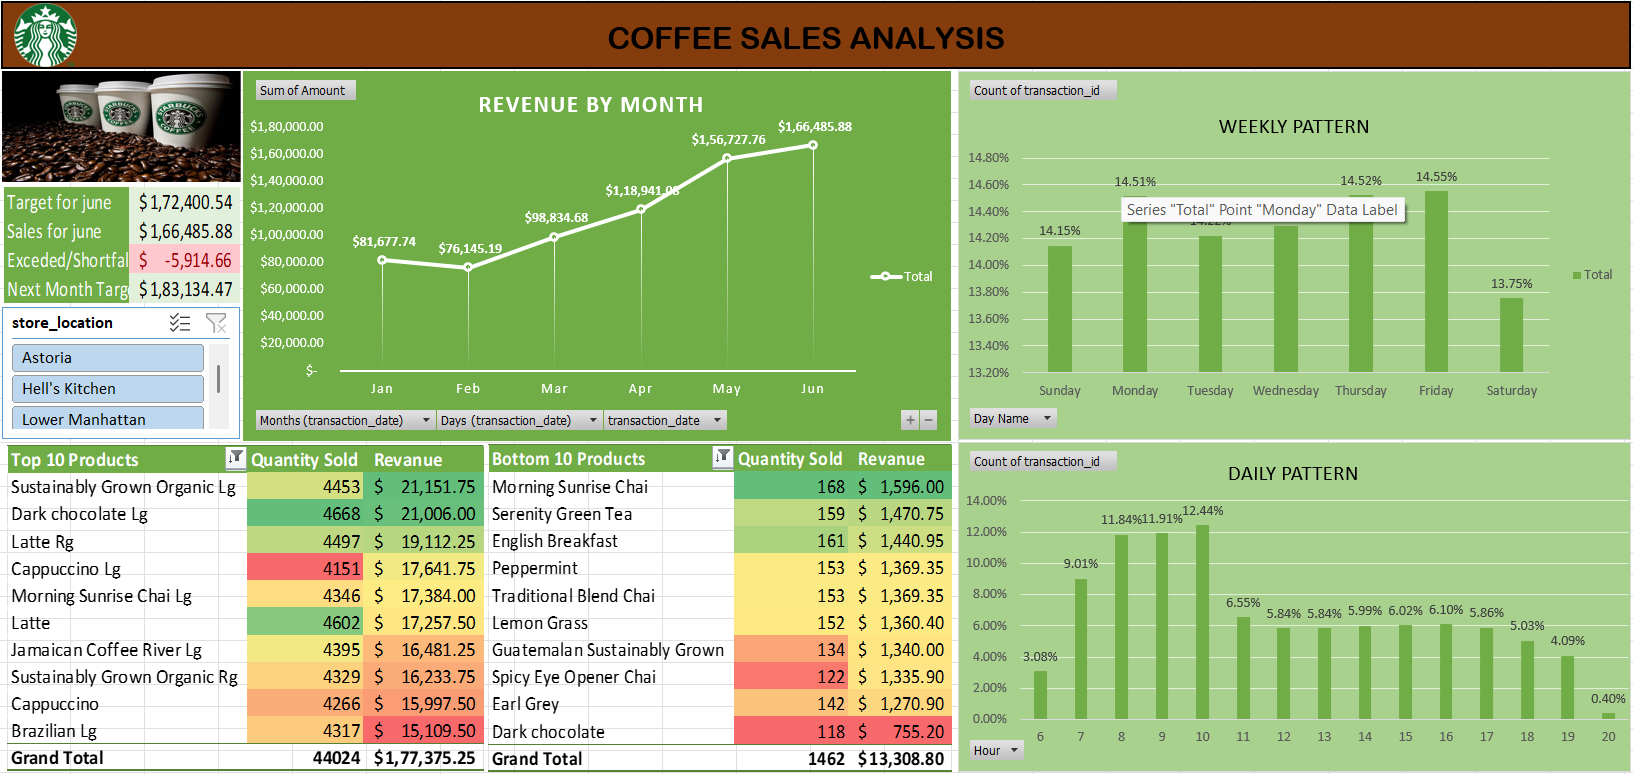 COFFEE SALES ANALYSIS
STARBUCKS
COFFEE
Target for june $1,72,400.54
Sales for june $1,66,485.88
Exceded/Shortfal $ -5,914.66
Next Month Targ $1,83,134.47
store_location
Astoria
Hell's Kitchen
Lower Manhattan
Sum of Amount
REVENUE BY MONTH
$1,80,000.00
$1,60,000.00
$1,40,000.00
$1,20,000.00
$1,00,000.00
$80,000.00
$60,000.00
$40,000.00
$20,000.00
$-
$81,677.74
$76,145.19
$98,834.68
$1,18,941.08
$1,56,727.76
$1,66,485.88
Total
Jan Feb Mar Apr May Jun
Months (transaction_date) Days (transaction_date) transaction_date + −
Count of transaction_id
WEEKLY PATTERN
14.80%
14.60%
14.40%
14.20%
14.00%
13.80%
13.60%
13.40%
13.20%
14.15%
14.51%
14.22%
14.52%
14.55%
13.75%
Series "Total" Point "Monday" Data Label
Total
Sunday Monday Tuesday Wednesday Thursday Friday Saturday
Day Name
Top 10 Products Quantity Sold Revanue
Sustainably Grown Organic Lg 4453 $ 21,151.75
Dark chocolate Lg 4668 $ 21,006.00
Latte Rg 4497 $ 19,112.25
Cappuccino Lg 4151 $ 17,641.75
Morning Sunrise Chai Lg 4346 $ 17,384.00
Latte 4602 $ 17,257.50
Jamaican Coffee River Lg 4395 $ 16,481.25
Sustainably Grown Organic Rg 4329 $ 16,233.75
Cappuccino 4266 $ 15,997.50
Brazilian Lg 4317 $ 15,109.50
Grand Total 44024 $1,77,375.25
Bottom 10 Products Quantity Sold Revanue
Morning Sunrise Chai 168 $ 1,596.00
Serenity Green Tea 159 $ 1,470.75
English Breakfast 161 $ 1,440.95
Peppermint 153 $ 1,369.35
Traditional Blend Chai 153 $ 1,369.35
Lemon Grass 152 $ 1,360.40
Guatemalan Sustainably Grown 134 $ 1,340.00
Spicy Eye Opener Chai 122 $ 1,335.90
Earl Grey 142 $ 1,270.90
Dark chocolate 118 $ 755.20
Grand Total 1462 $13,308.80
Count of transaction_id
DAILY PATTERN
14.00%
12.00%
10.00%
8.00%
6.00%
4.00%
2.00%
0.00%
3.08% 9.01% 11.84% 11.91% 12.44% 6.55% 5.84% 5.84% 5.99% 6.02% 6.10% 5.86% 5.03% 4.09% 0.40%
6 7 8 9 10 11 12 13 14 15 16 17 18 19 20
Hour